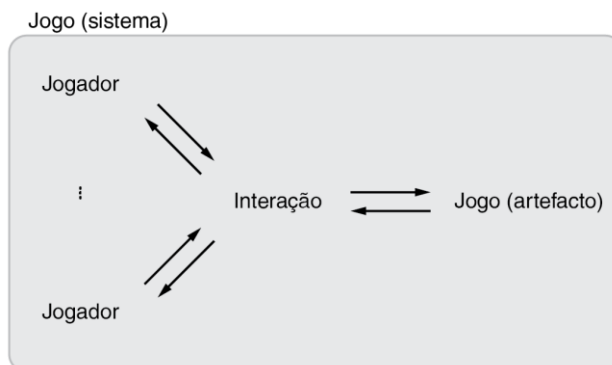 Jogo (sistema)
Jogador
Interação
Jogo (artefacto)
Jogador